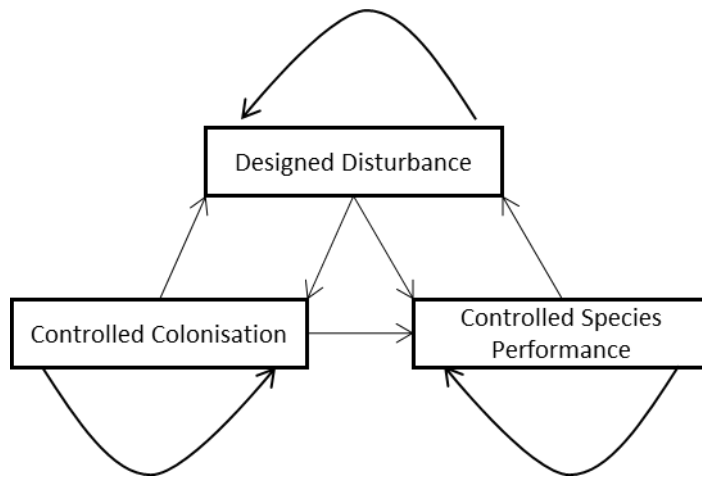 Designed Disturbance
Controlled Colonisation
Controlled Species
Performance